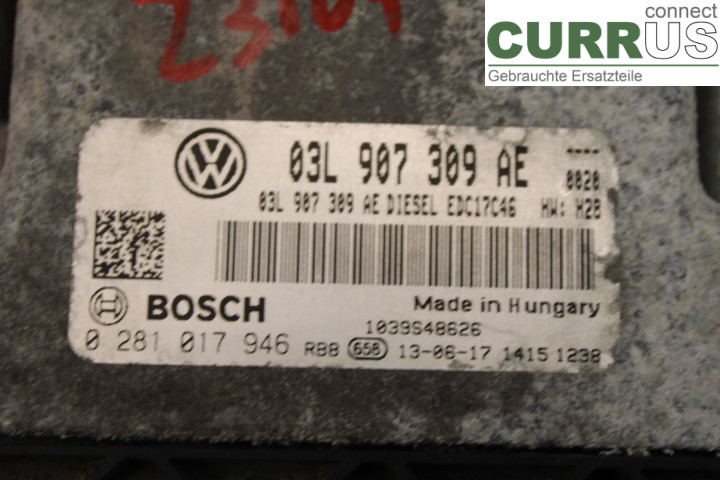 connect
CURRUS
Gebrauchte Ersatzteile
03L 907 309 AE ----
03L 907 309 AE DIESEL EDC17C46 HW: H28
0020
BOSCH
Made in Hungary
1039S48626
0 281 017 946 RB8 658 13-06-17 1415 1238